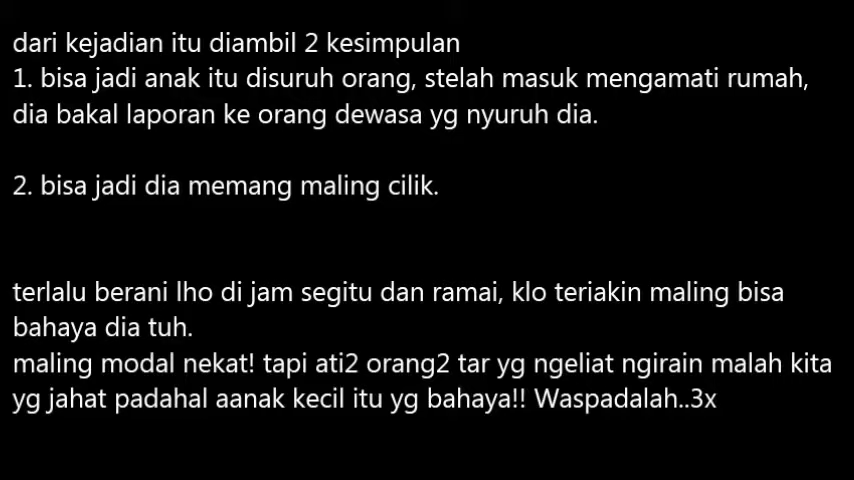 dari kejadian itu diambil 2 kesimpulan
1. bisa jadi anak itu disuruh orang, stelah masuk mengamati rumah,
dia bakal laporan ke orang dewasa yg nyuruh dia.
2. bisa jadi dia memang maling cilik.
terlalu berani lho di jam segitu dan ramai, klo teriakin maling bisa
bahaya dia tuh.
maling modal nekat! tapi ati2 orang2 tar yg ngeliat ngirain malah kita
yg jahat padahal aanak kecil itu yg bahaya!! Waspadalah..3x